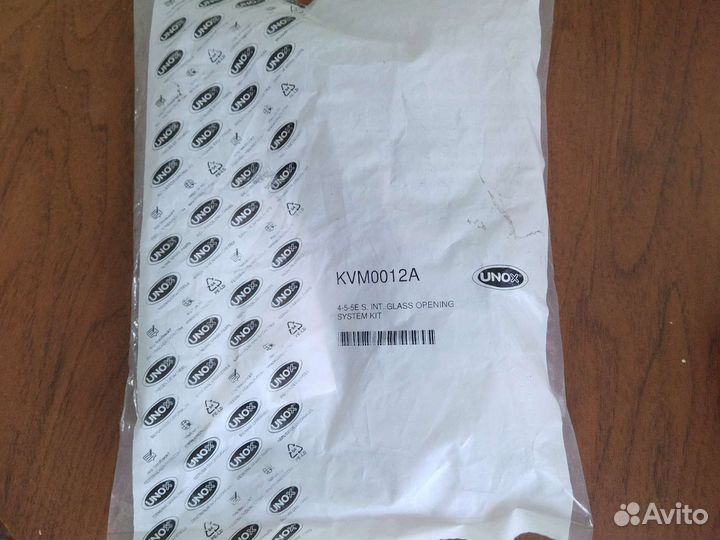 KVM0012A
UNOX
4-5-5E S. INT. GLASS OPENING
SYSTEM KIT
Avito